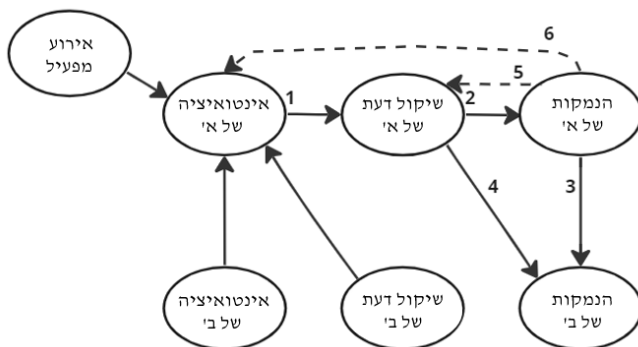 אירוע
מפעיל
6
5
אינטואיציה
של א'
1
שיקול דעת
של א'
2
הנמקות
של א'
4
3
אינטואיציה
של ב'
שיקול דעת
של ב'
הנמקות
של ב'